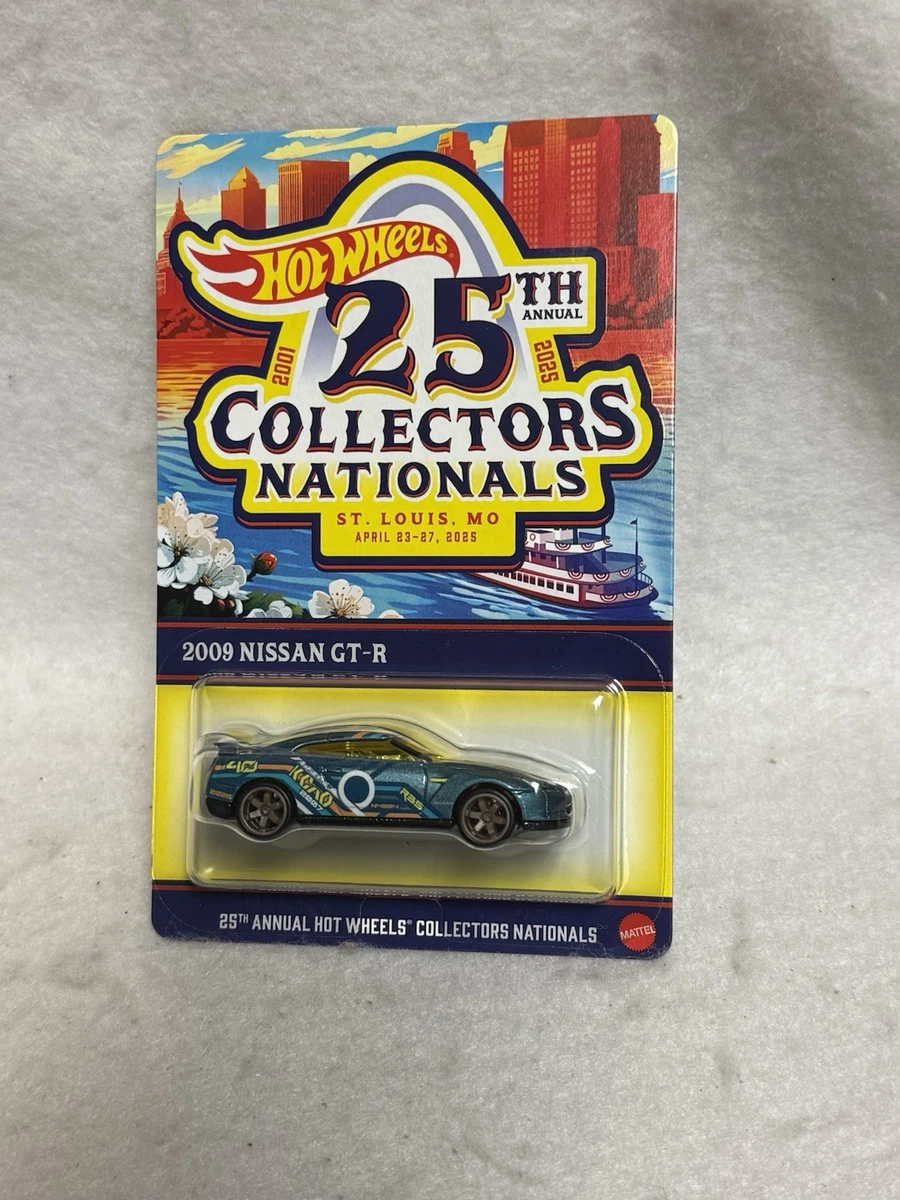 HOT WHEELS
25TH
ANNUAL
2001
2025
COLLECTORS
NATIONALS
ST. LOUIS, MO
APRIL 23-27, 2025
2009 NISSAN GT-R
R35
25TH ANNUAL HOT WHEELS® COLLECTORS NATIONALS
MATTEL